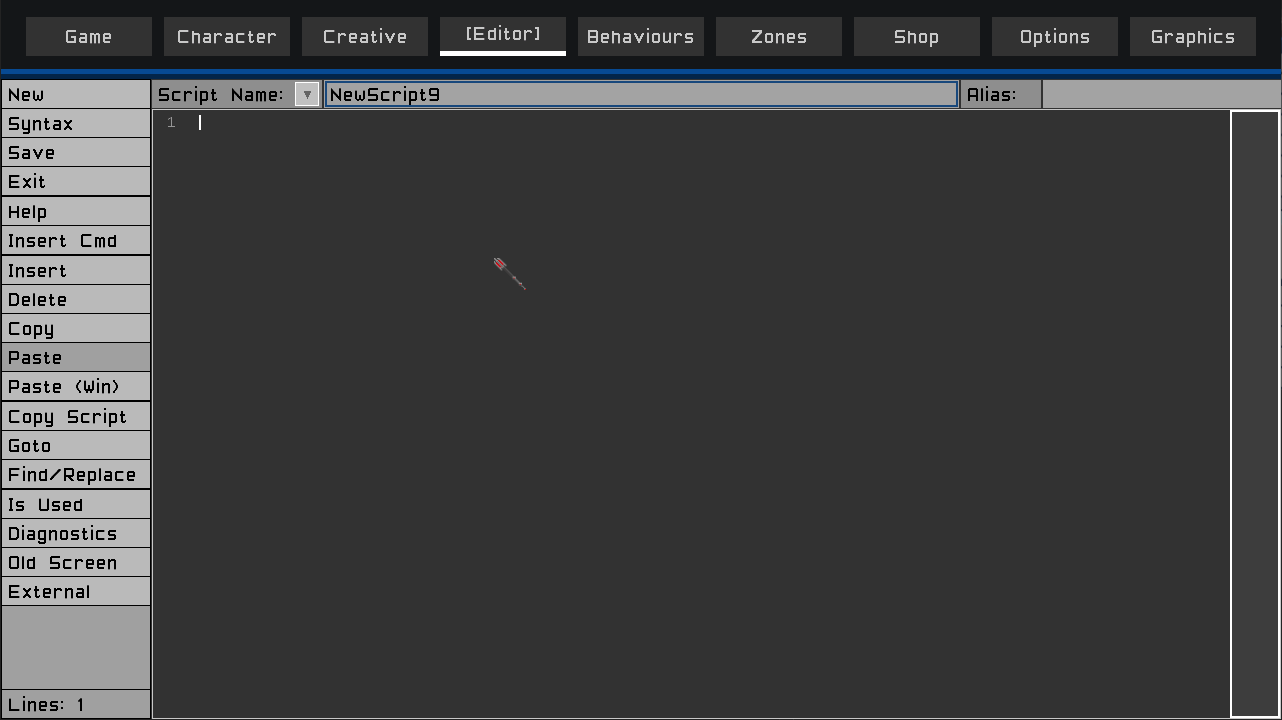 Game Character Creative [Editor] Behaviours Zones Shop Options Graphics
New
Script Name: ▼ NewScript9 Alias:
Syntax
1
Save
Exit
Help
Insert Cmd
Insert
Delete
Copy
Paste
Paste (Win)
Copy Script
Goto
Find/Replace
Is Used
Diagnostics
Old Screen
External
Lines: 1